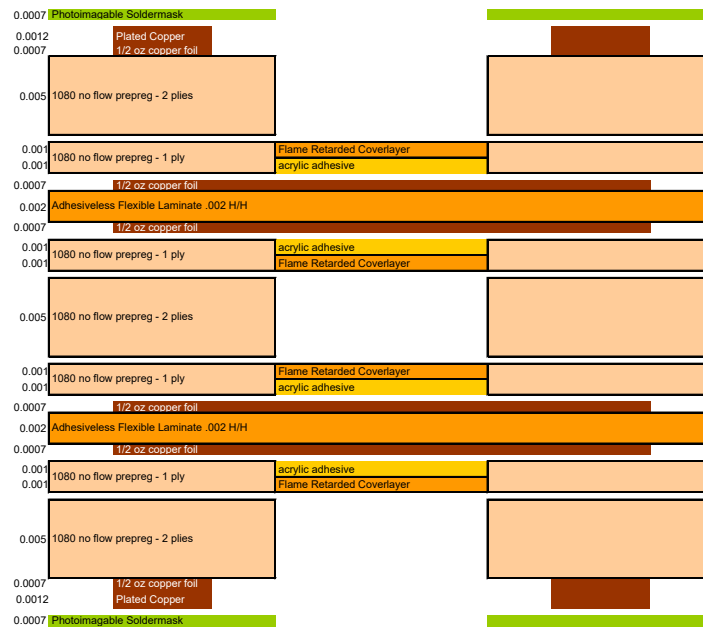 0.0007 Photoimagable Soldermask
0.0012 Plated Copper
0.0007 1/2 oz copper foil
0.005 1080 no flow prepreg - 2 plies
0.001 Flame Retarded Coverlayer
1080 no flow prepreg - 1 ply
0.001 acrylic adhesive
0.0007 1/2 oz copper foil
0.002 Adhesiveless Flexible Laminate .002 H/H
0.0007 1/2 oz copper foil
0.001 acrylic adhesive
1080 no flow prepreg - 1 ply
0.001 Flame Retarded Coverlayer
0.005 1080 no flow prepreg - 2 plies
0.001 Flame Retarded Coverlayer
1080 no flow prepreg - 1 ply
0.001 acrylic adhesive
0.0007 1/2 oz copper foil
0.002 Adhesiveless Flexible Laminate .002 H/H
0.0007 1/2 oz copper foil
0.001 acrylic adhesive
1080 no flow prepreg - 1 ply
0.001 Flame Retarded Coverlayer
0.005 1080 no flow prepreg - 2 plies
0.0007 1/2 oz copper foil
0.0012 Plated Copper
0.0007 Photoimagable Soldermask